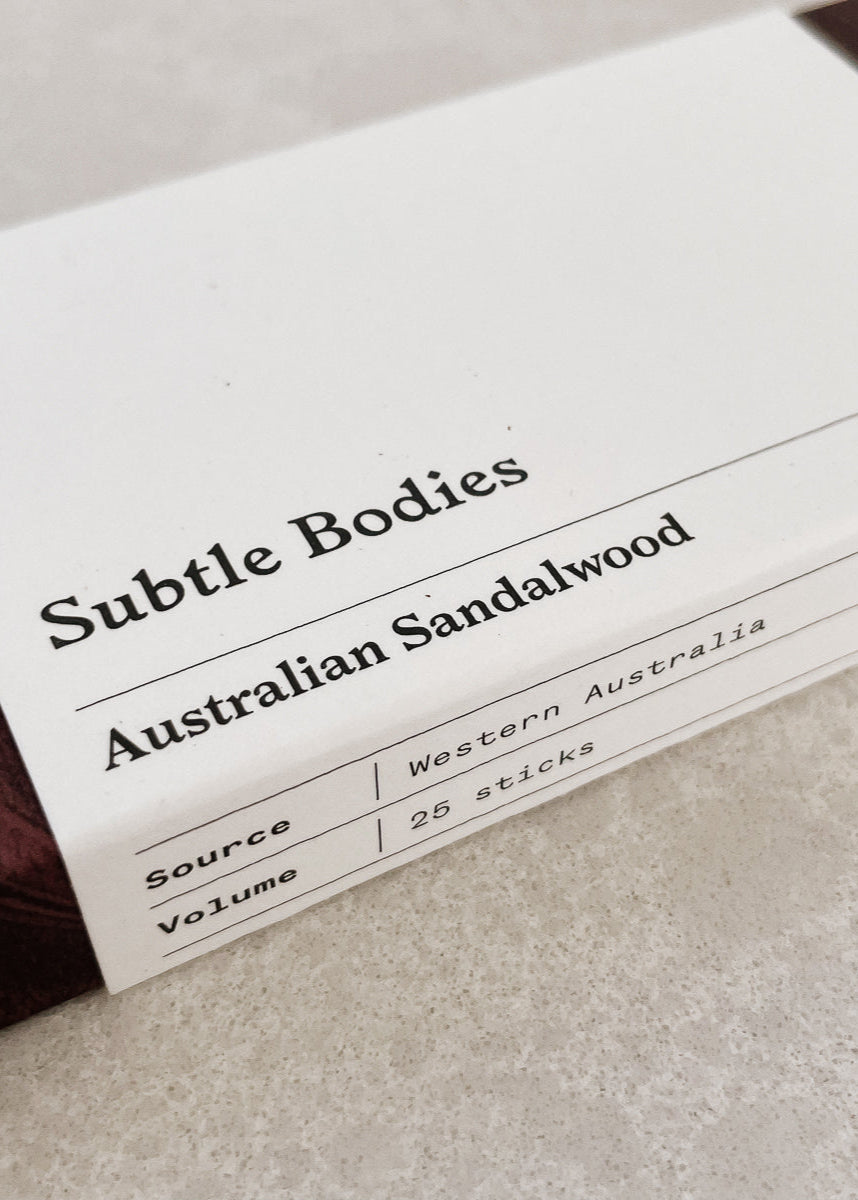 Subtle Bodies
Australian Sandalwood
Source | Western Australia
Volume | 25 sticks